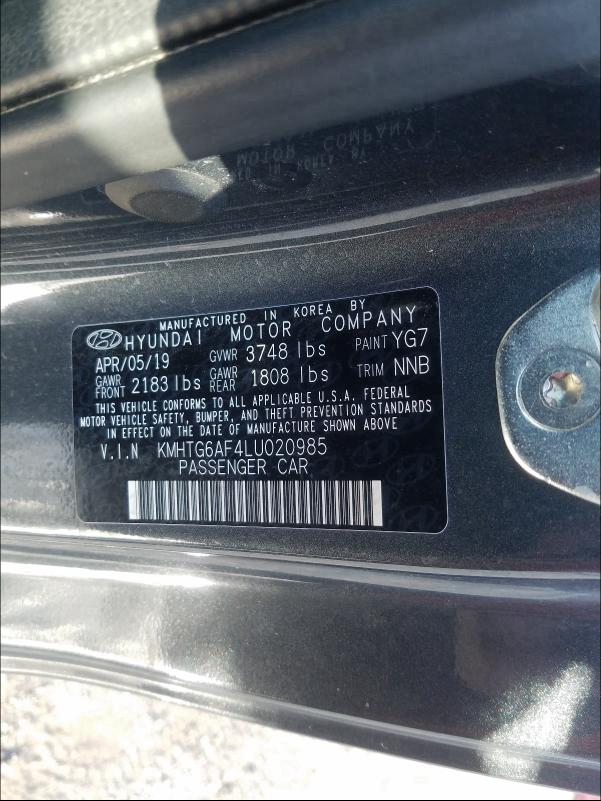 MANUFACTURED IN KOREA BY
HYUNDAI MOTOR COMPANY
APR/05/19 GVWR 3748 lbs PAINT YG7
GAWR FRONT 2183 lbs GAWR REAR 1808 lbs TRIM NNB
THIS VEHICLE CONFORMS TO ALL APPLICABLE U.S.A. FEDERAL
MOTOR VEHICLE SAFETY, BUMPER, AND THEFT PREVENTION STANDARDS
IN EFFECT ON THE DATE OF MANUFACTURE SHOWN ABOVE
V.I.N KMHTG6AF4LU020985
PASSENGER CAR